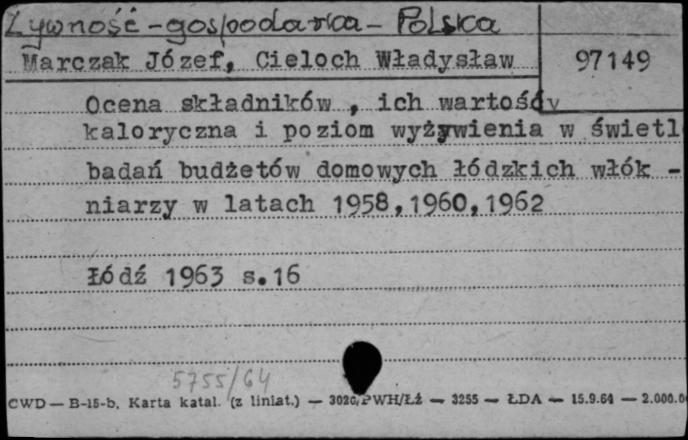 Żywność - gospodarka - Polska
Marczak Józef, Cieloch Władysław
97149
Ocena składników , ich wartość
kaloryczna i poziom wyżywienia w świetl
badań budżetów domowych łódzkich włók -
niarzy w latach 1958,1960,1962
Łódź 1963 s.16
5755/64
CWD — B-15-b, Karta katal. (z liniat.) — 3020/PWH/Łź — 3255 — ŁDA — 15.9.64 — 2.000.0